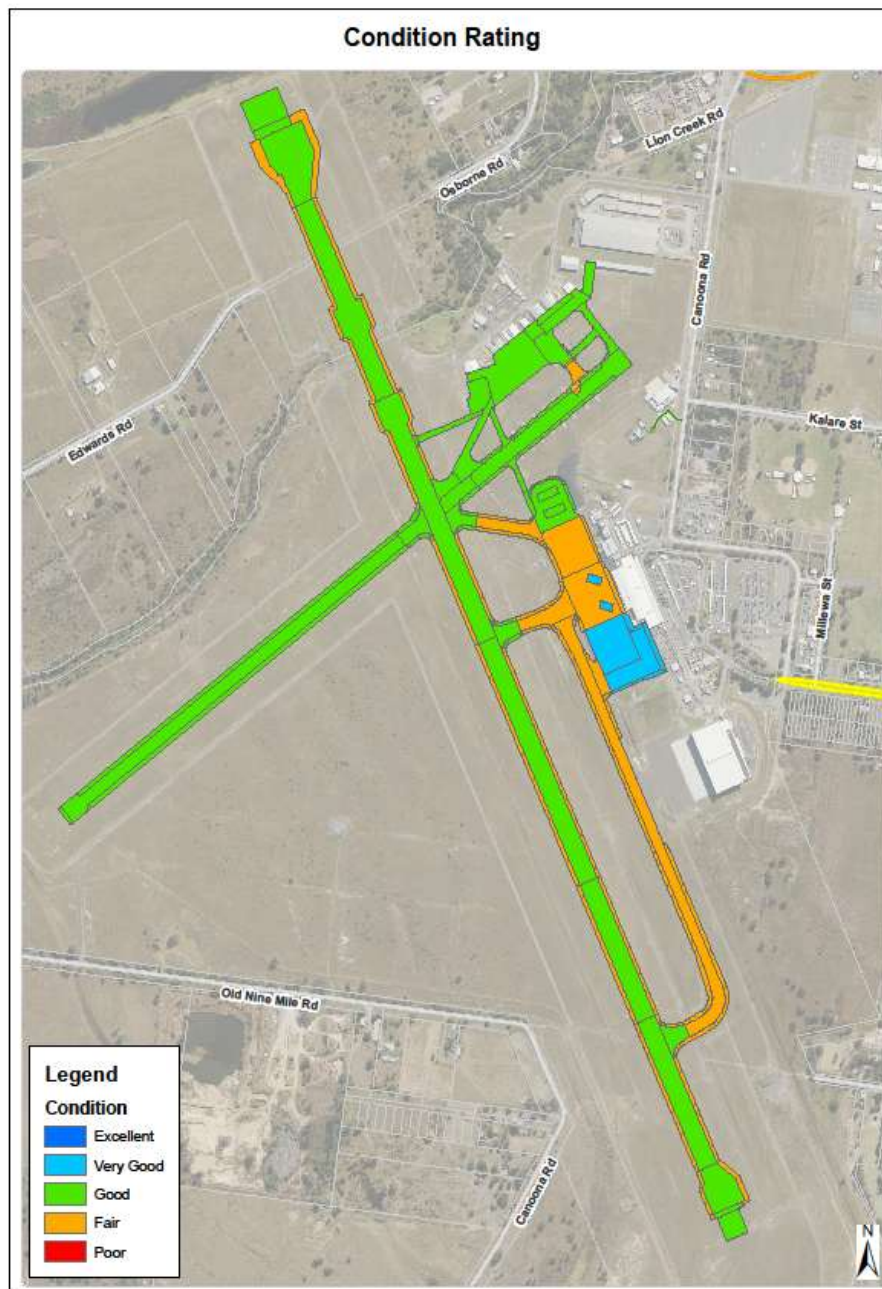 Condition Rating
Lion Creek Rd
Osborne Rd
Canoona Rd
Edwards Rd
Kalare St
Millewa St
Old Nine Mile Rd
Canoona Rd
Legend
Condition
Excellent
Very Good
Good
Fair
Poor
N